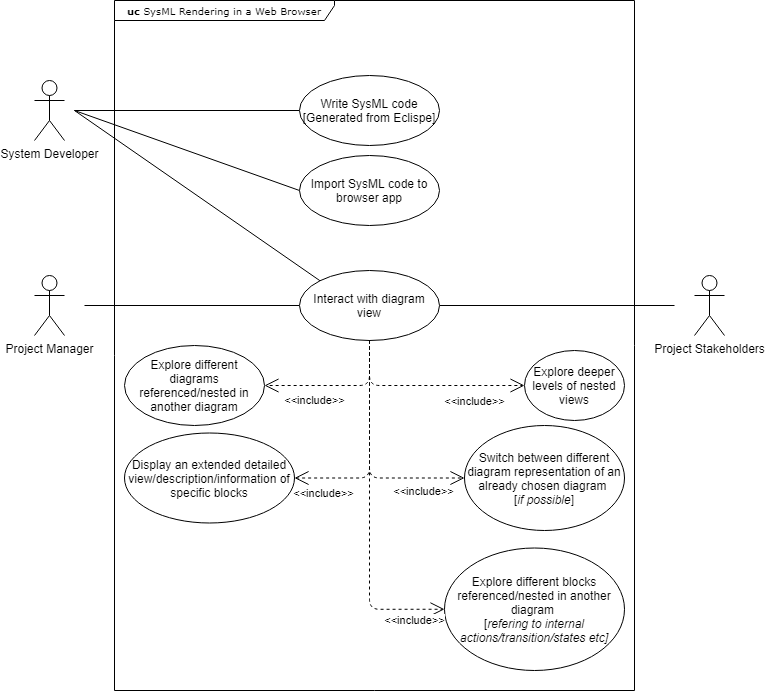 uc SysML Rendering in a Web Browser
Write SysML code
[Generated from Eclispe]
System Developer
Import SysML code to
browser app
Interact with diagram
view
Project Manager
Project Stakeholders
Explore different
diagrams
referenced/nested in
another diagram
Explore deeper
levels of nested
views
<<include>>
<<include>>
Display an extended detailed
view/description/information of
specific blocks
Switch between different
diagram representation of an
already chosen diagram
[if possible]
<<include>>
<<include>>
Explore different blocks
referenced/nested in another
diagram
[refering to internal
actions/transition/states etc]
<<include>>